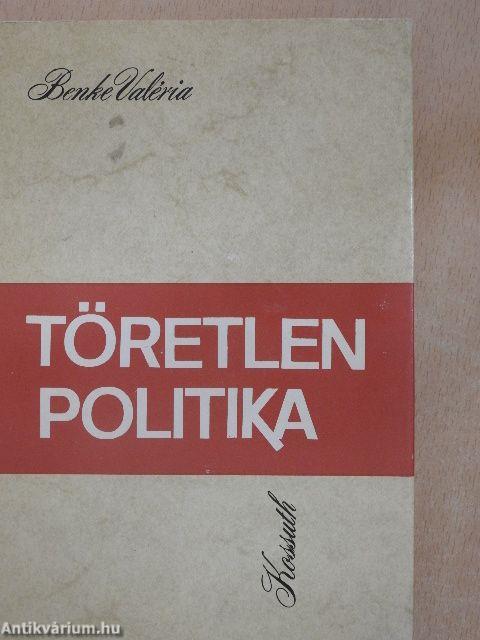 Benke Valéria
TÖRETLEN
POLITIKA
Kossuth
Antikvárium.hu